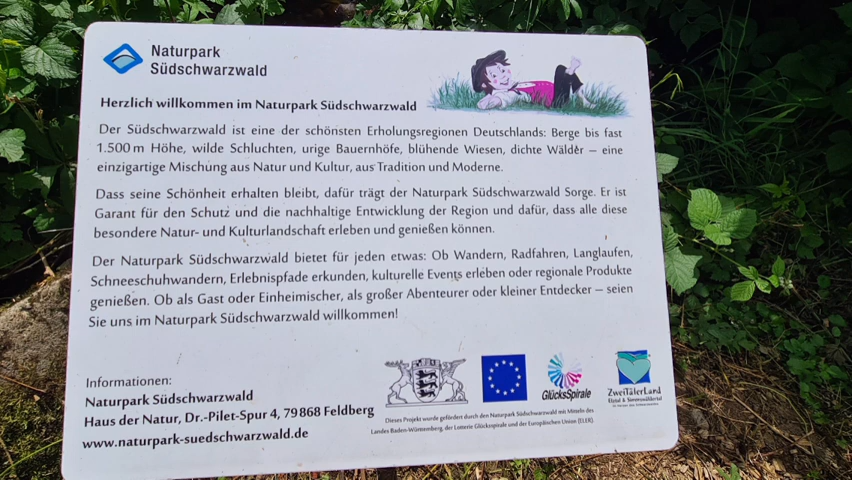 Naturpark
Südschwarzwald
Herzlich willkommen im Naturpark Südschwarzwald
Der Südschwarzwald ist eine der schönsten Erholungsregionen Deutschlands: Berge bis fast
1.500 m Höhe, wilde Schluchten, urige Bauernhöfe, blühende Wiesen, dichte Wälder – eine
einzigartige Mischung aus Natur und Kultur, aus Tradition und Moderne.
Dass seine Schönheit erhalten bleibt, dafür trägt der Naturpark Südschwarzwald Sorge. Er ist
Garant für den Schutz und die nachhaltige Entwicklung der Region und dafür, dass alle diese
besondere Natur- und Kulturlandschaft erleben und genießen können.
Der Naturpark Südschwarzwald bietet für jeden etwas: Ob Wandern, Radfahren, Langlaufen,
Schneeschuhwandern, Erlebnispfade erkunden, kulturelle Events erleben oder regionale Produkte
genießen. Ob als Gast oder Einheimischer, als großer Abenteurer oder kleiner Entdecker – seien
Sie uns im Naturpark Südschwarzwald willkommen!
Informationen:
Naturpark Südschwarzwald
Haus der Natur, Dr.-Pilet-Spur 4, 79868 Feldberg
www.naturpark-suedschwarzwald.de
GlücksSpirale
ZweiTälerLand
Elztal & Simonswäldertal
Dieses Projekt wurde gefördert durch den Naturpark Südschwarzwald mit Mitteln des
Landes Baden-Württemberg, der Lotterie Glücksspirale und der Europäischen Union (ELER).